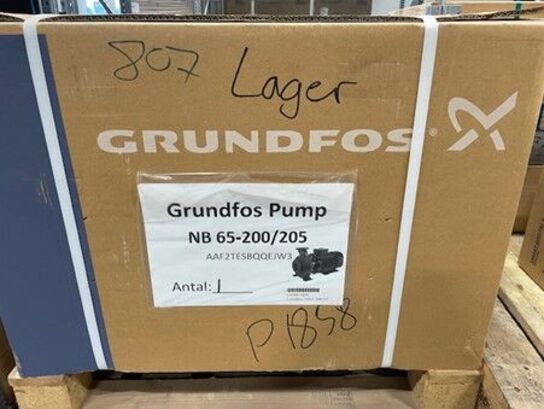 807 Lager
GRUNDFOS
Grundfos Pump
NB 65-200/205
AAF2TESBQQEJW3
Antal: 1
P1858